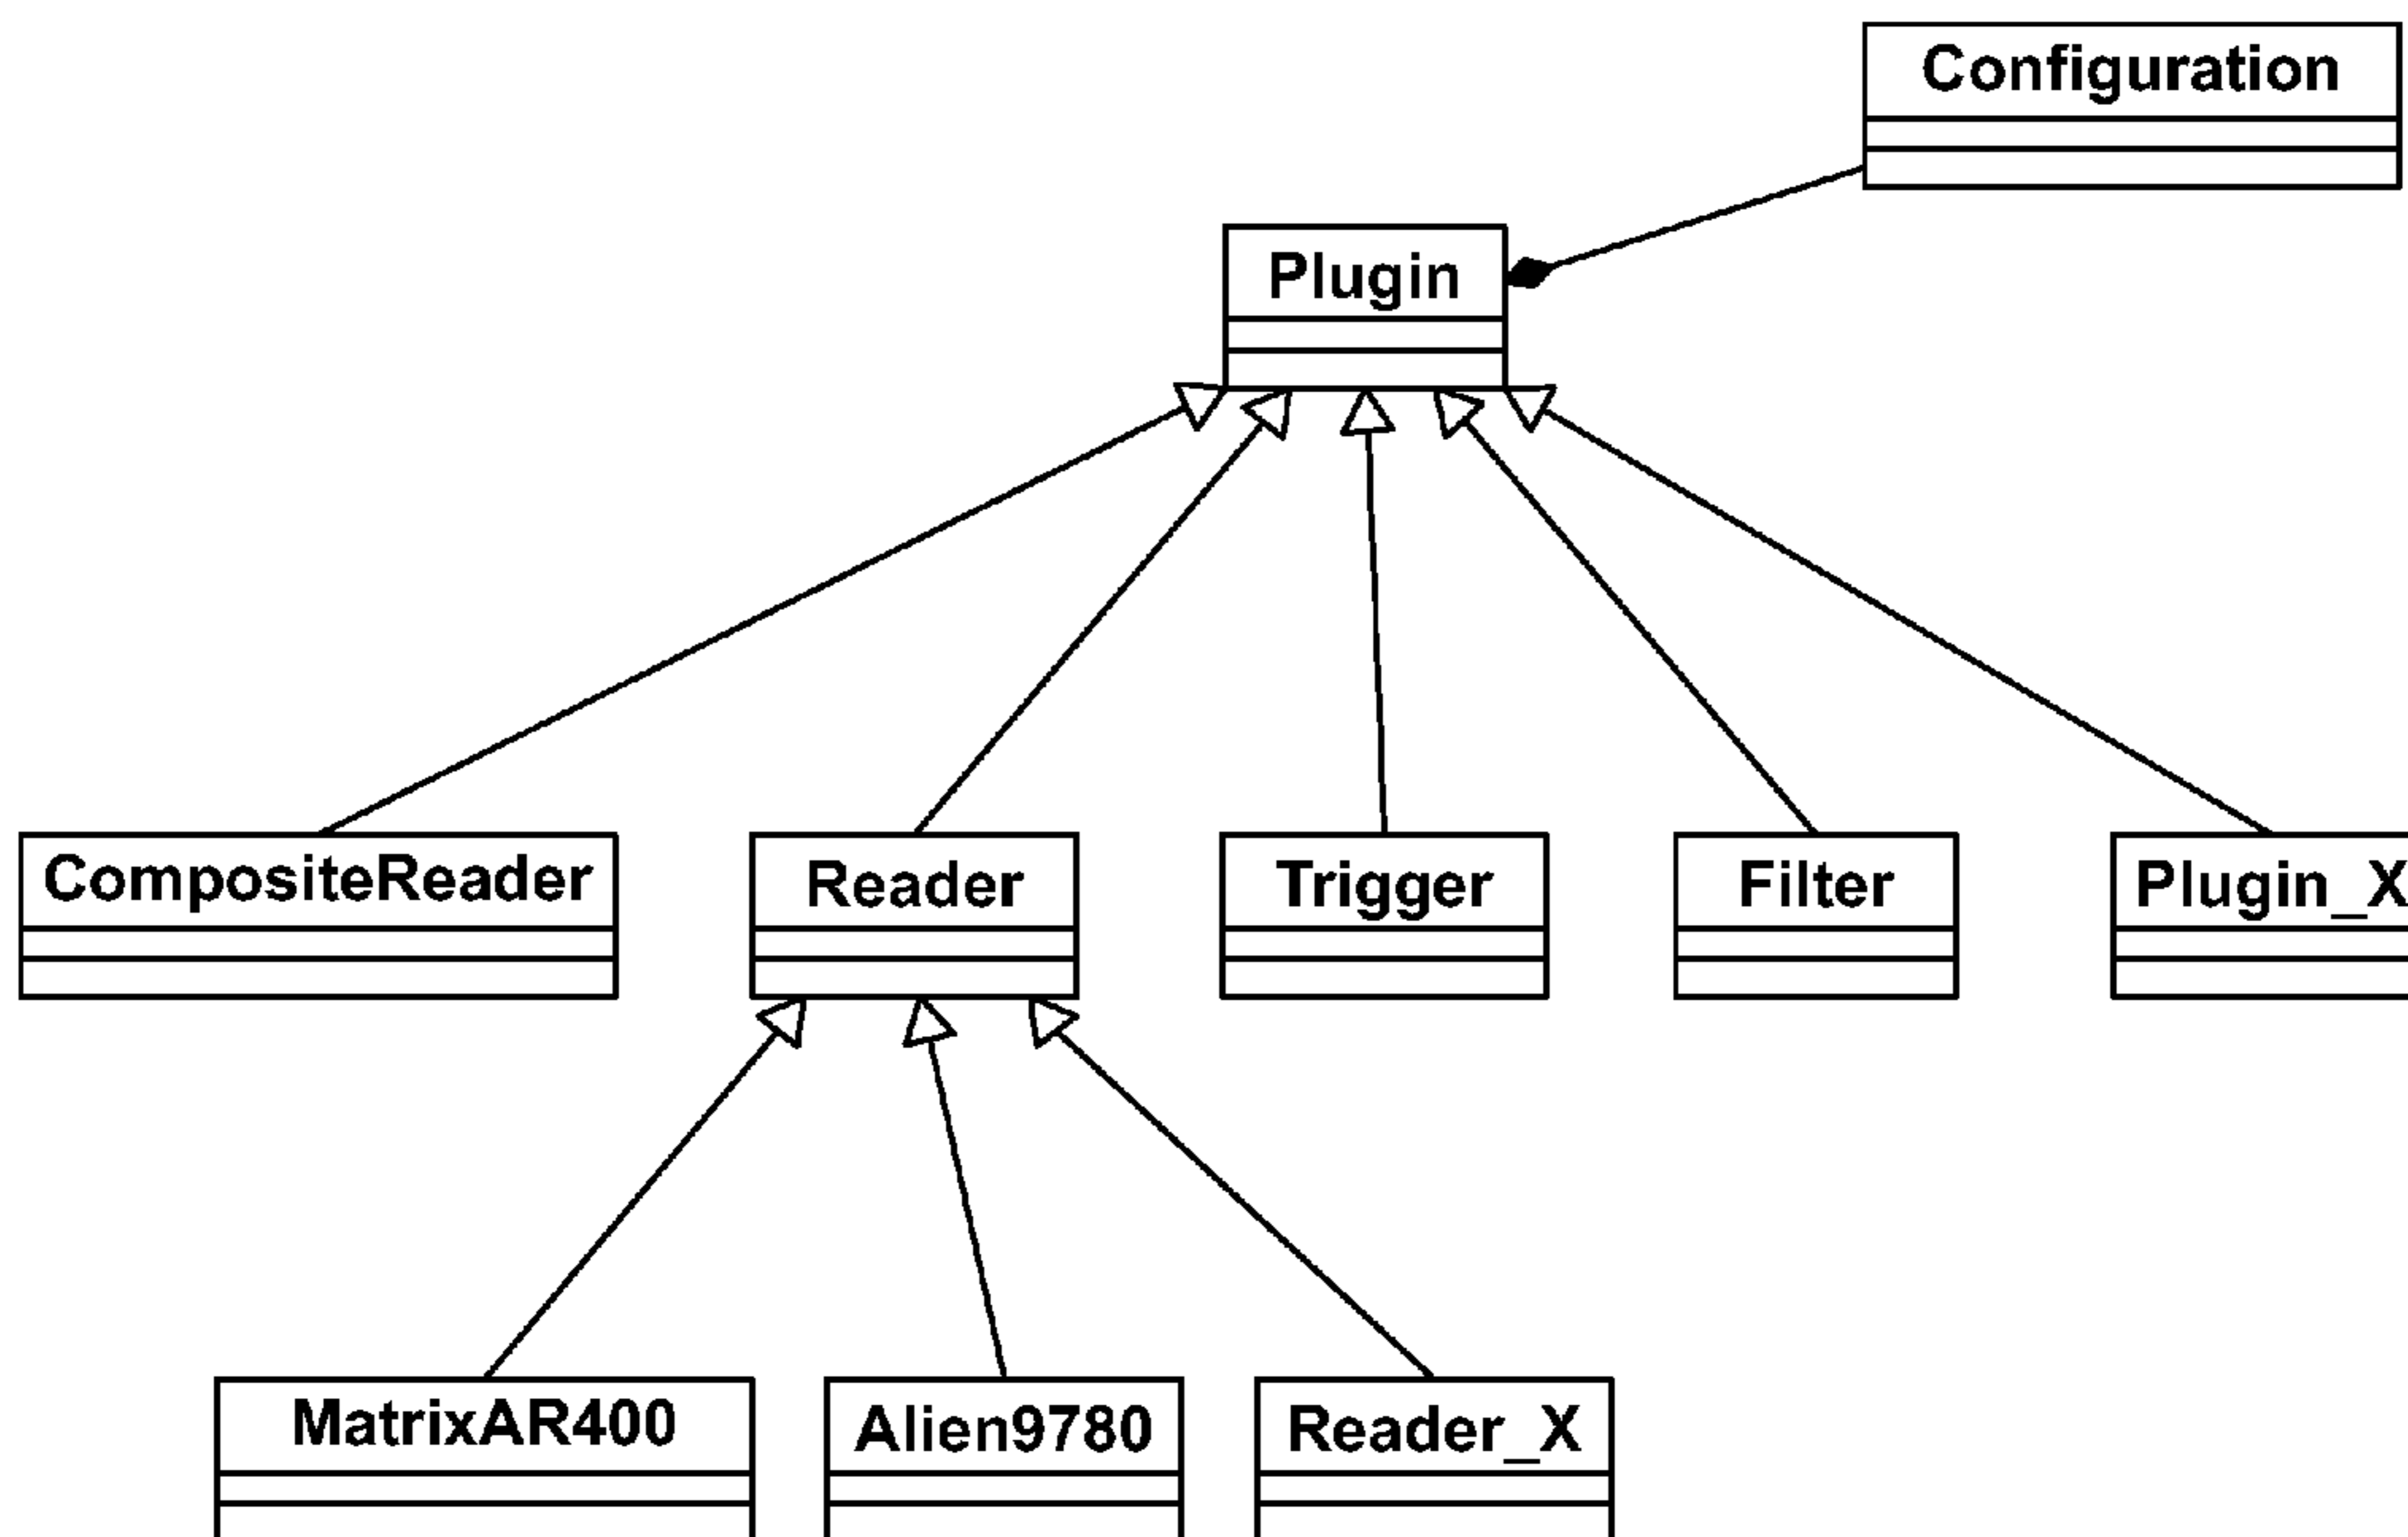 Configuration
Plugin
CompositeReader
Reader
Trigger
Filter
Plugin_X
MatrixAR400
Alien9780
Reader_X